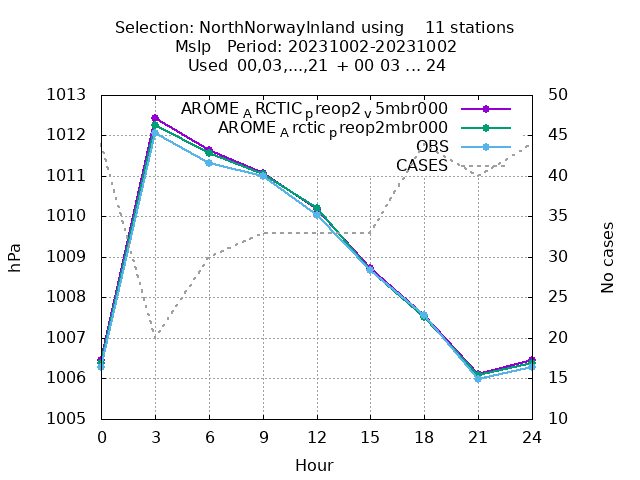 Selection: NorthNorwayInland using    11 stations
Mslp   Period: 20231002-20231002
Used  00,03,...,21  + 00 03 ... 24
1013
1012
1011
1010
1009
1008
1007
1006
1005
hPa
AROME_ARCTIC_preop2_v5mbr000
AROME_Arctic_preop2mbr000
OBS
CASES
50
45
40
35
30
25
20
15
10
No cases
0 3 6 9 12 15 18 21 24
Hour